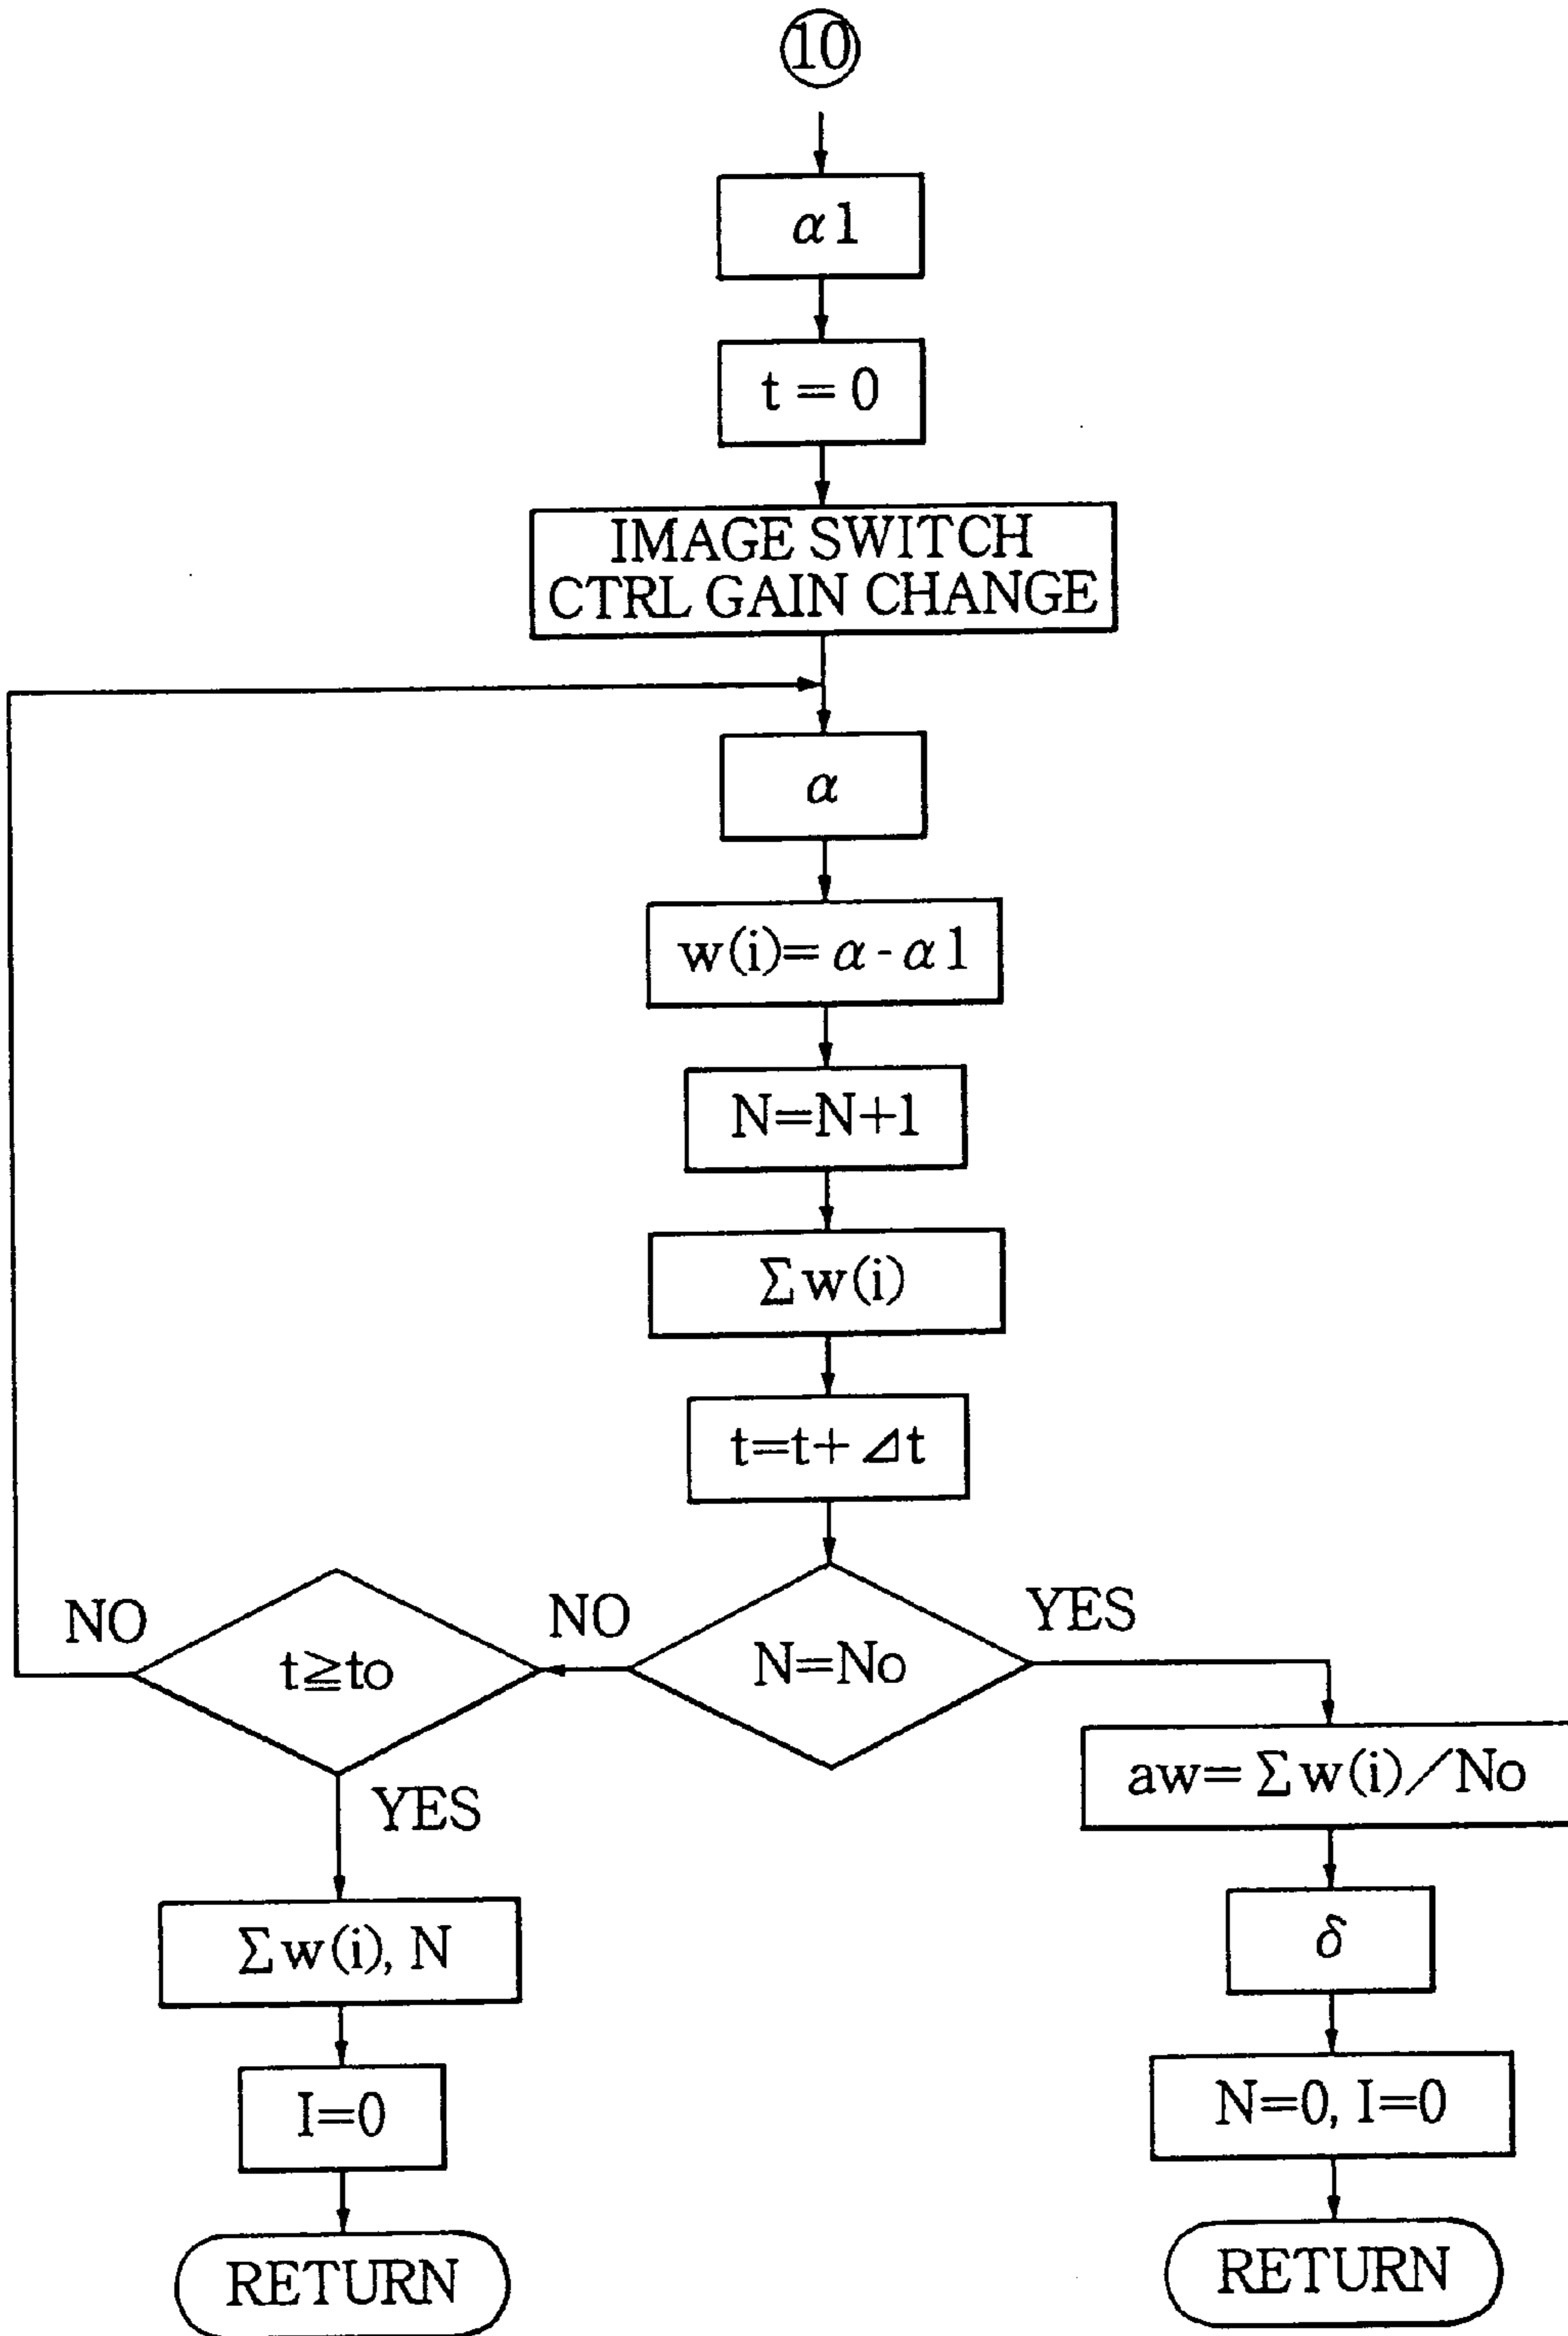 10
α1
t = 0
IMAGE SWITCH
CTRL GAIN CHANGE
α
w(i)= α - α1
N=N+1
Σw(i)
t=t+ ⊿t
NO
t≧to
NO
N=No
YES
YES
aw= Σw(i)／No
Σw(i), N
δ
I=0
N=0, I=0
RETURN
RETURN